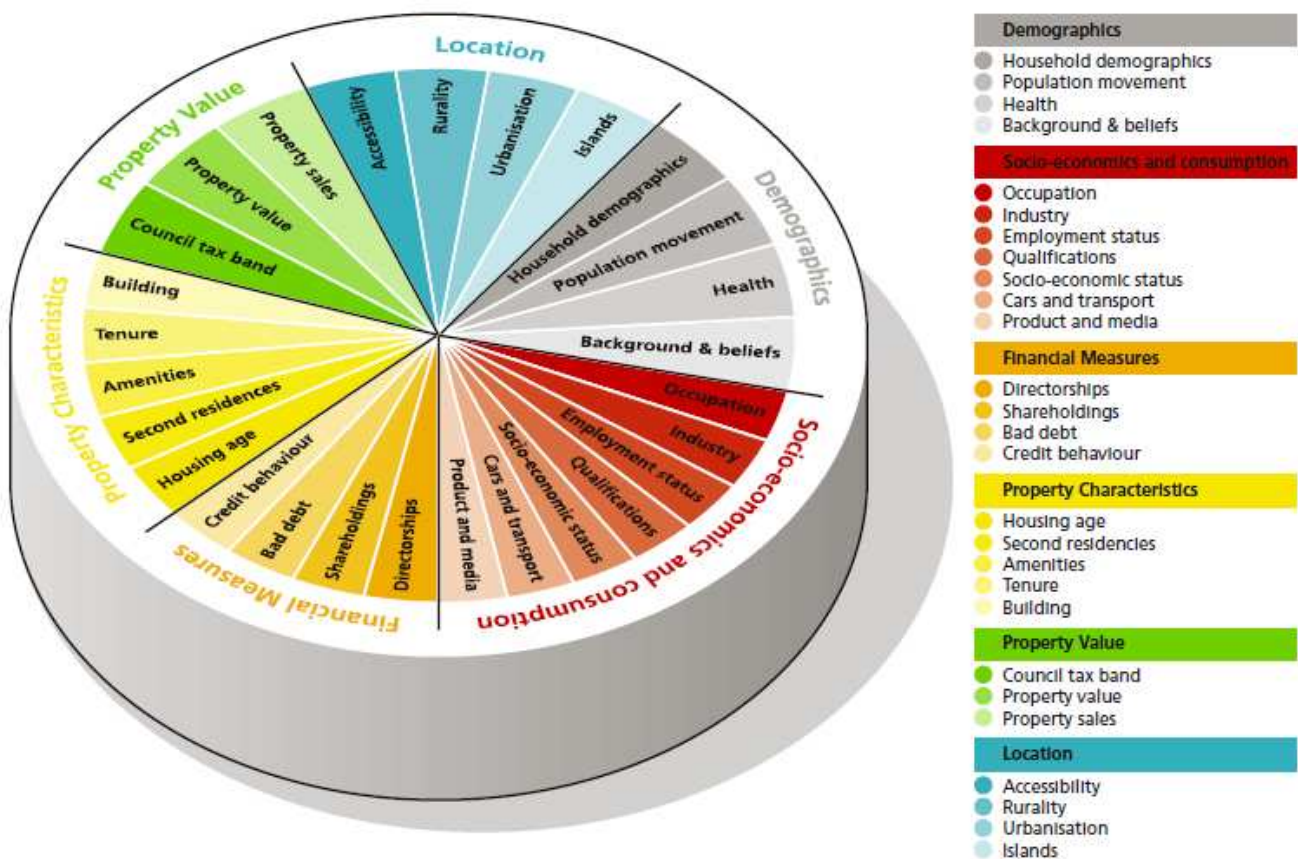 Location
Accessibility
Rurality
Urbanisation
Islands
Demographics
Household demographics
Population movement
Health
Background & beliefs
Socio-economics and consumption
Occupation
Industry
Employment status
Qualifications
Socio-economic status
Cars and transport
Product and media
Financial Measures
Directorships
Shareholdings
Bad debt
Credit behaviour
Property Characteristics
Housing age
Second residences
Amenities
Tenure
Building
Property Value
Council tax band
Property value
Property sales
Demographics
Household demographics
Population movement
Health
Background & beliefs
Socio-economics and consumption
Occupation
Industry
Employment status
Qualifications
Socio-economic status
Cars and transport
Product and media
Financial Measures
Directorships
Shareholdings
Bad debt
Credit behaviour
Property Characteristics
Housing age
Second residencies
Amenities
Tenure
Building
Property Value
Council tax band
Property value
Property sales
Location
Accessibility
Rurality
Urbanisation
Islands